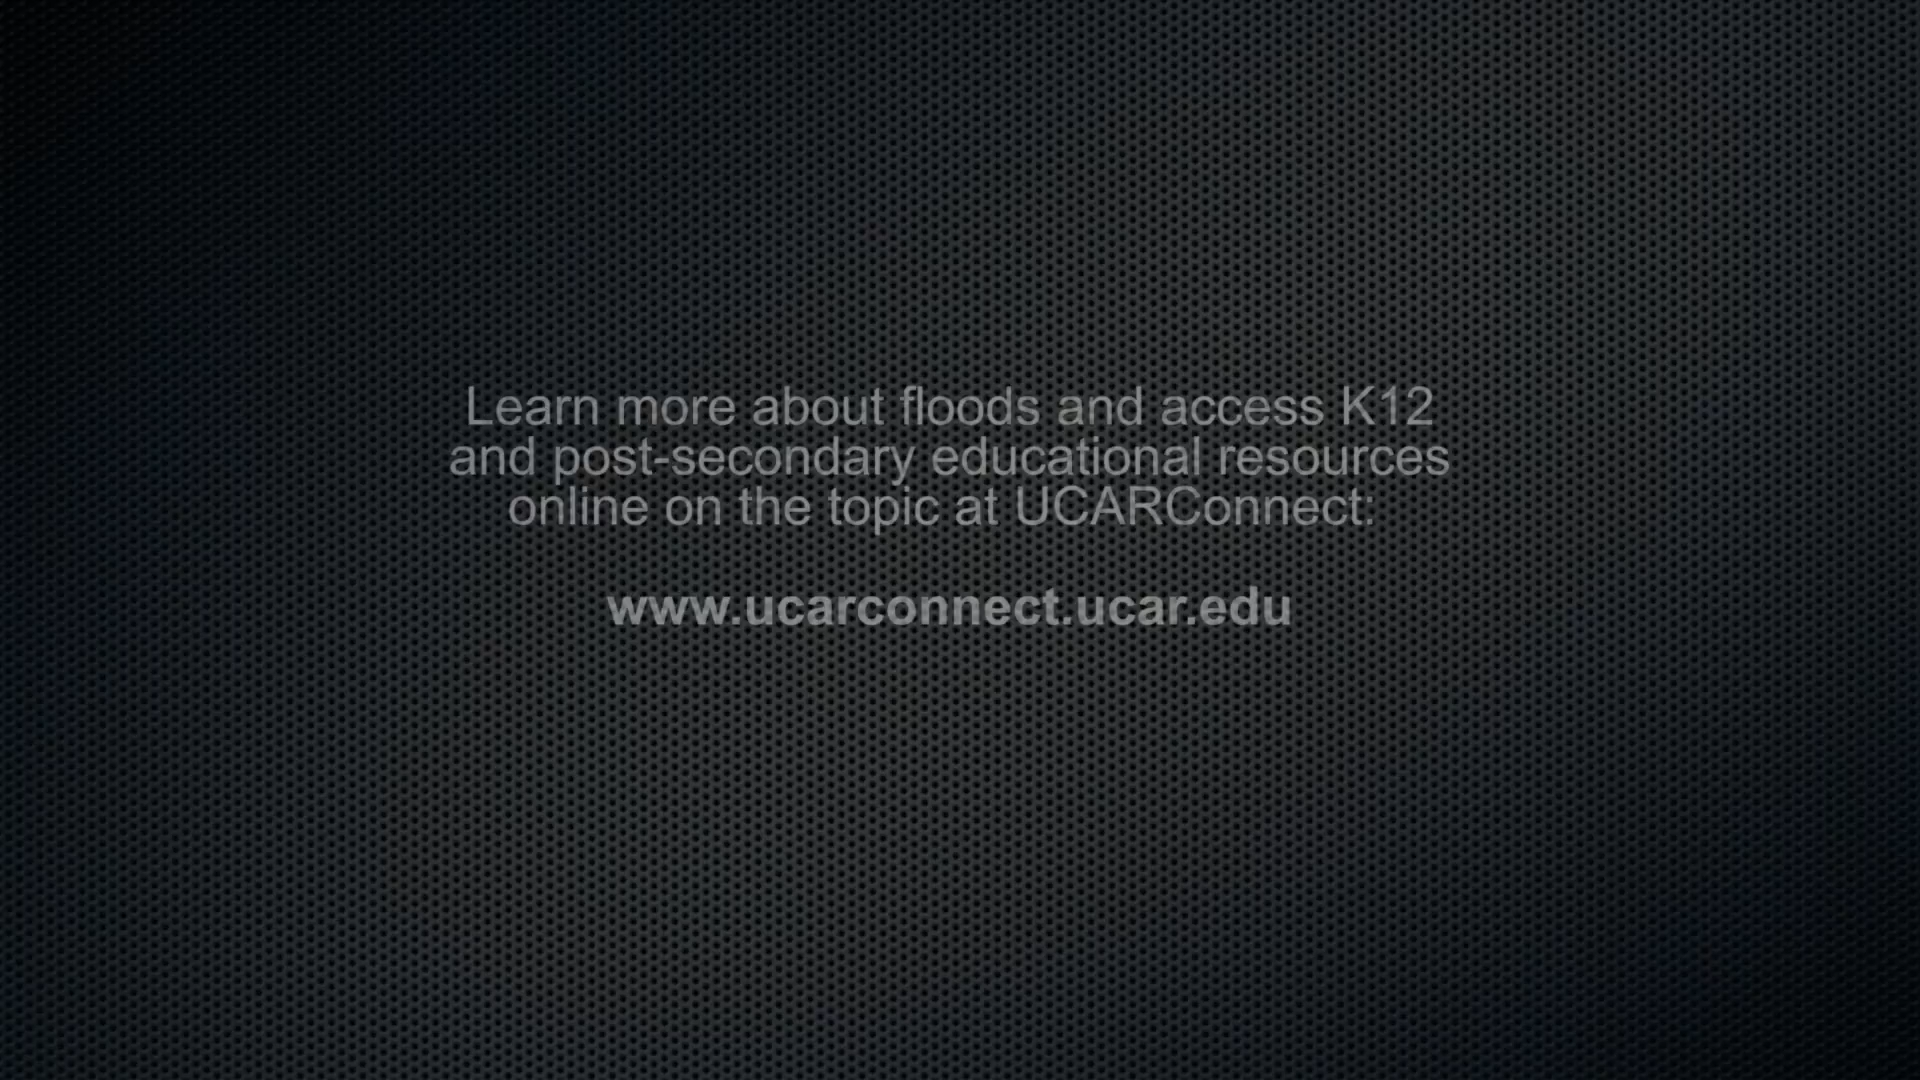 Learn more about floods and access K12
and post-secondary educational resources
online on the topic at UCARConnect:
www.ucarconnect.ucar.edu